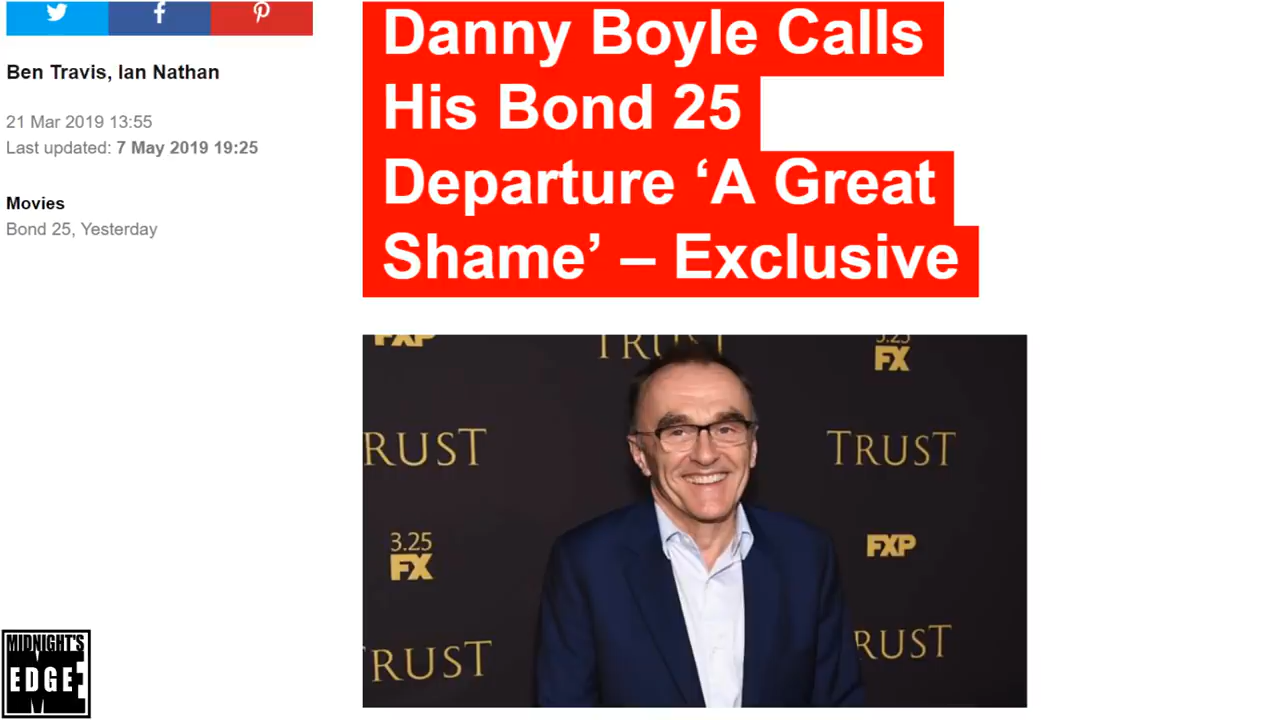 Danny Boyle Calls
His Bond 25
Departure ‘A Great
Shame’ – Exclusive
Ben Travis, Ian Nathan
21 Mar 2019 13:55
Last updated: 7 May 2019 19:25
Movies
Bond 25, Yesterday
FXP
TRUST
3.25
FX
TRUST
TRUST
3.25
FX
FXP
TRUST
TRUST
MIDNIGHT'S
EDGE
ME